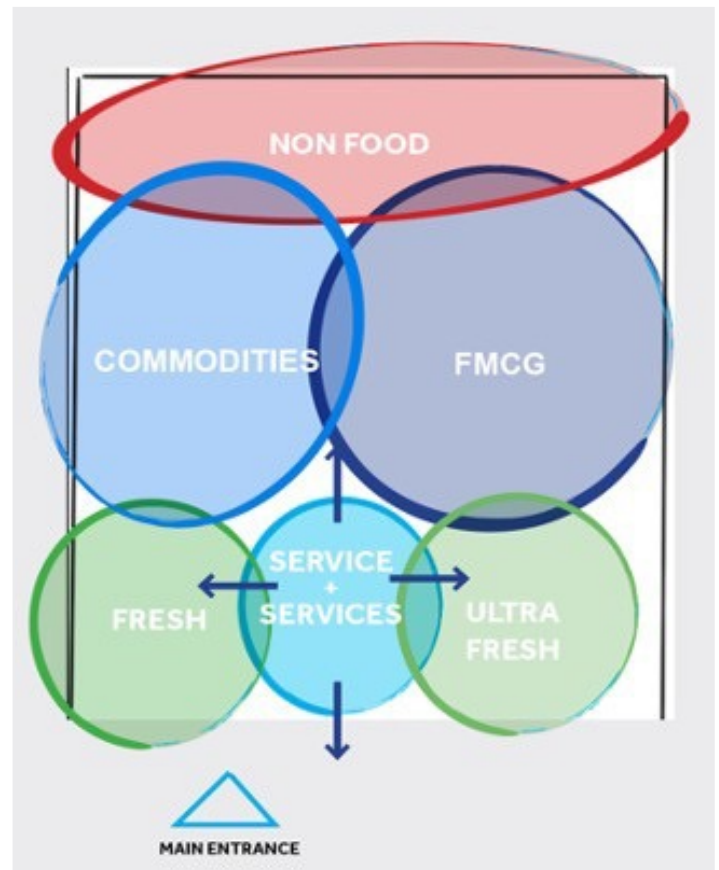 NON FOOD
COMMODITIES
FMCG
SERVICE
+
SERVICES
FRESH
ULTRA
FRESH
MAIN ENTRANCE